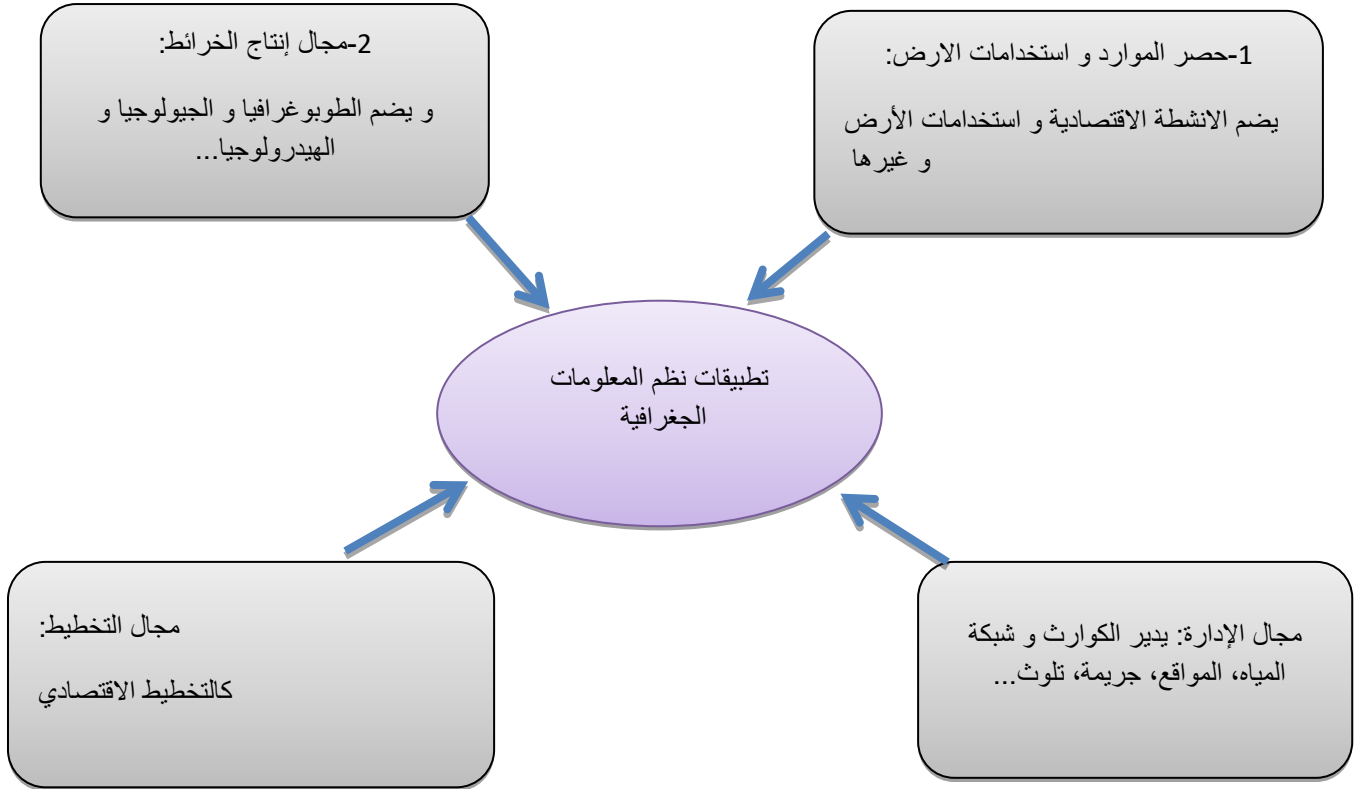 1-حصر الموارد و استخدامات الارض:
يضم الانشطة الاقتصادية و استخدامات الأرض
و غيرها
2-مجال إنتاج الخرائط:
و يضم الطوبوغرافيا و الجيولوجيا و
الهيدرولوجيا...
تطبيقات نظم المعلومات
الجغرافية
مجال الإدارة: يدير الكوارث و شبكة
المياه، المواقع، جريمة، تلوث...
مجال التخطيط:
كالتخطيط الاقتصادي